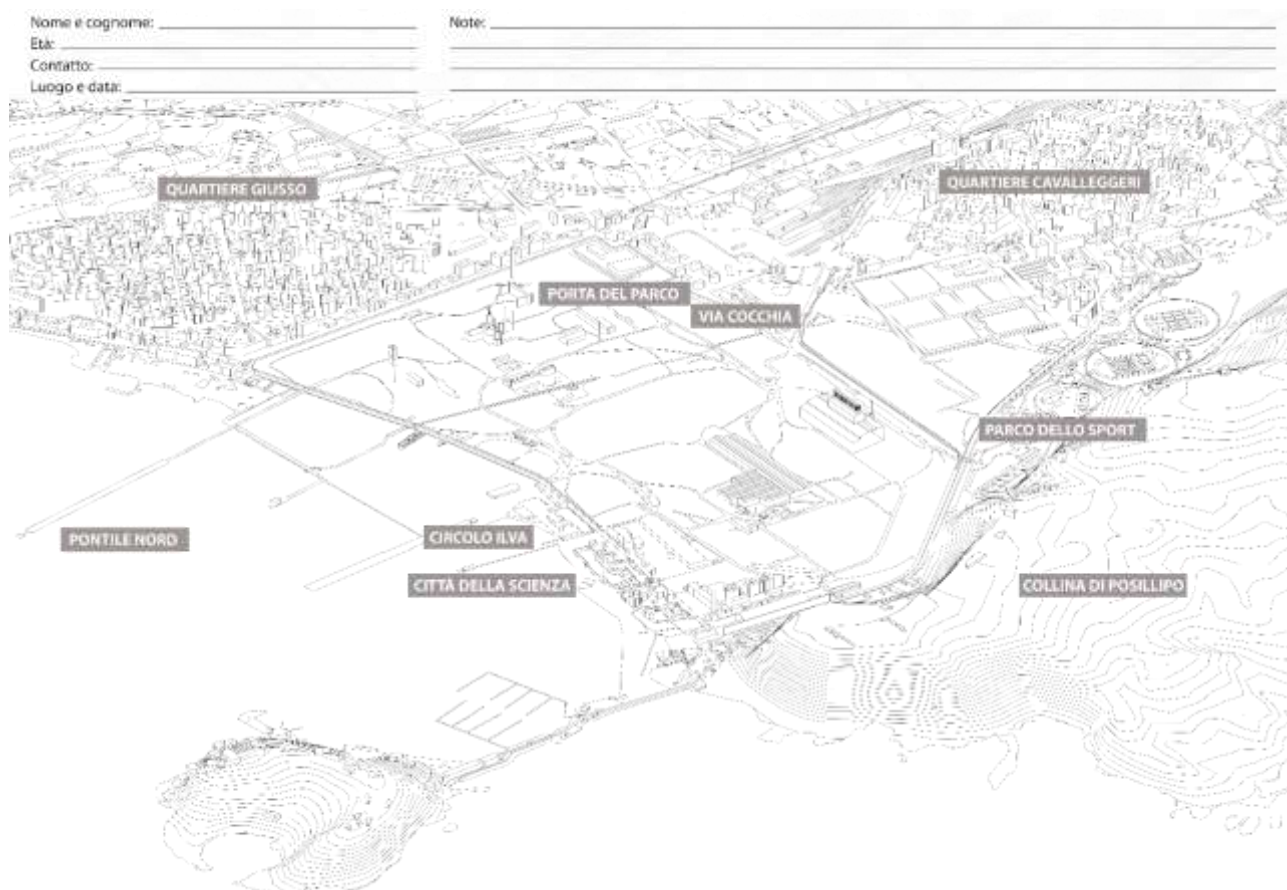 Nome e cognome:
Note:
Età:
Contatto:
Luogo e data:
QUARTIERE GIUSSO
QUARTIERE CAVALLEGGERI
PORTA DEL PARCO
VIA COCCHIA
PARCO DELLO SPORT
PONTILE NORD
CIRCOLO ILVA
CITTÀ DELLA SCIENZA
COLLINA DI POSILLIPO